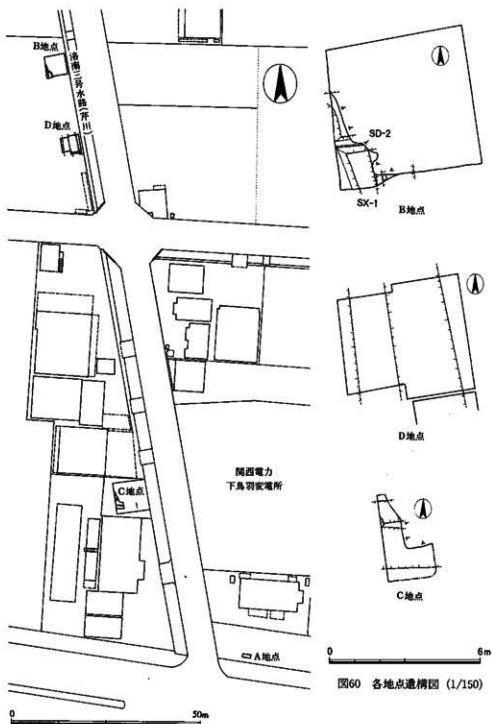 B地点
洛南三号水路(芹川)
D地点
C地点
関西電力
下鳥羽変電所
A地点
0
50m
SD-2
SX-1
B地点
D地点
C地点
0
6m
図60 各地点遺構図 (1/150)